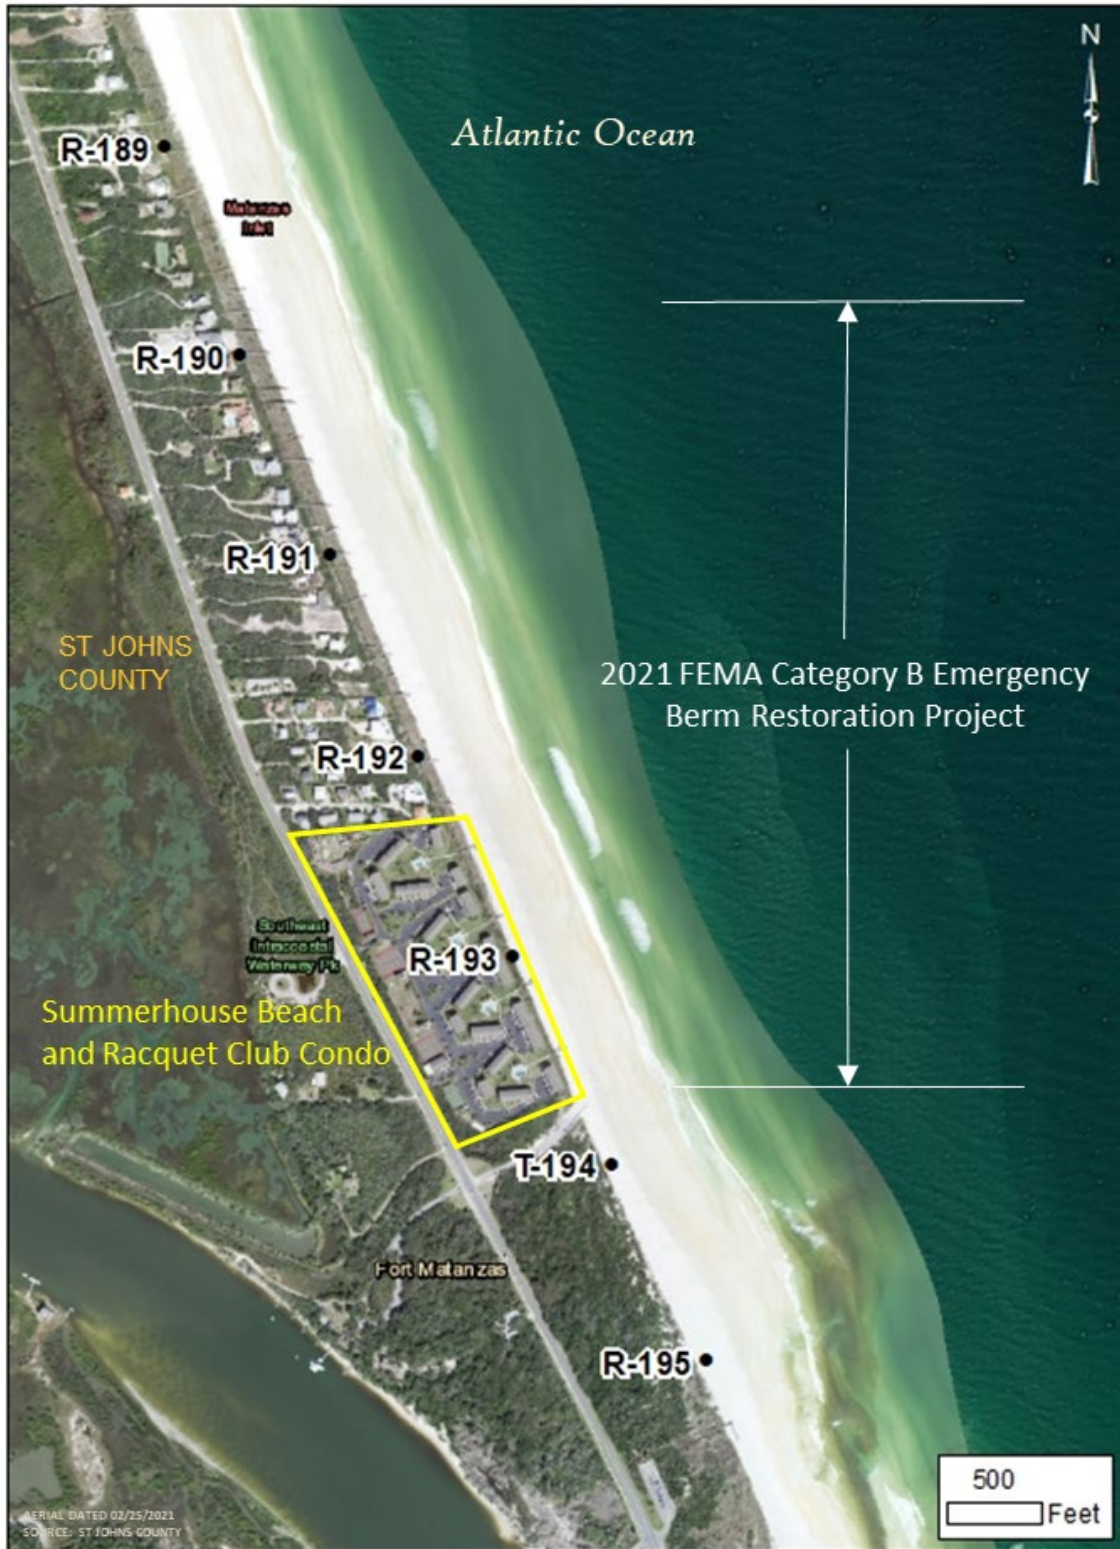 N
Atlantic Ocean
R-189
Matanzas
Inlet
R-190
R-191
ST JOHNS
COUNTY
2021 FEMA Category B Emergency
Berm Restoration Project
R-192
Southeast
Intracoastal
Waterway Pk
R-193
Summerhouse Beach
and Racquet Club Condo
T-194
Fort Matanzas
R-195
500
Feet
AERIAL DATED 02/25/2021
SOURCE: ST JOHNS COUNTY